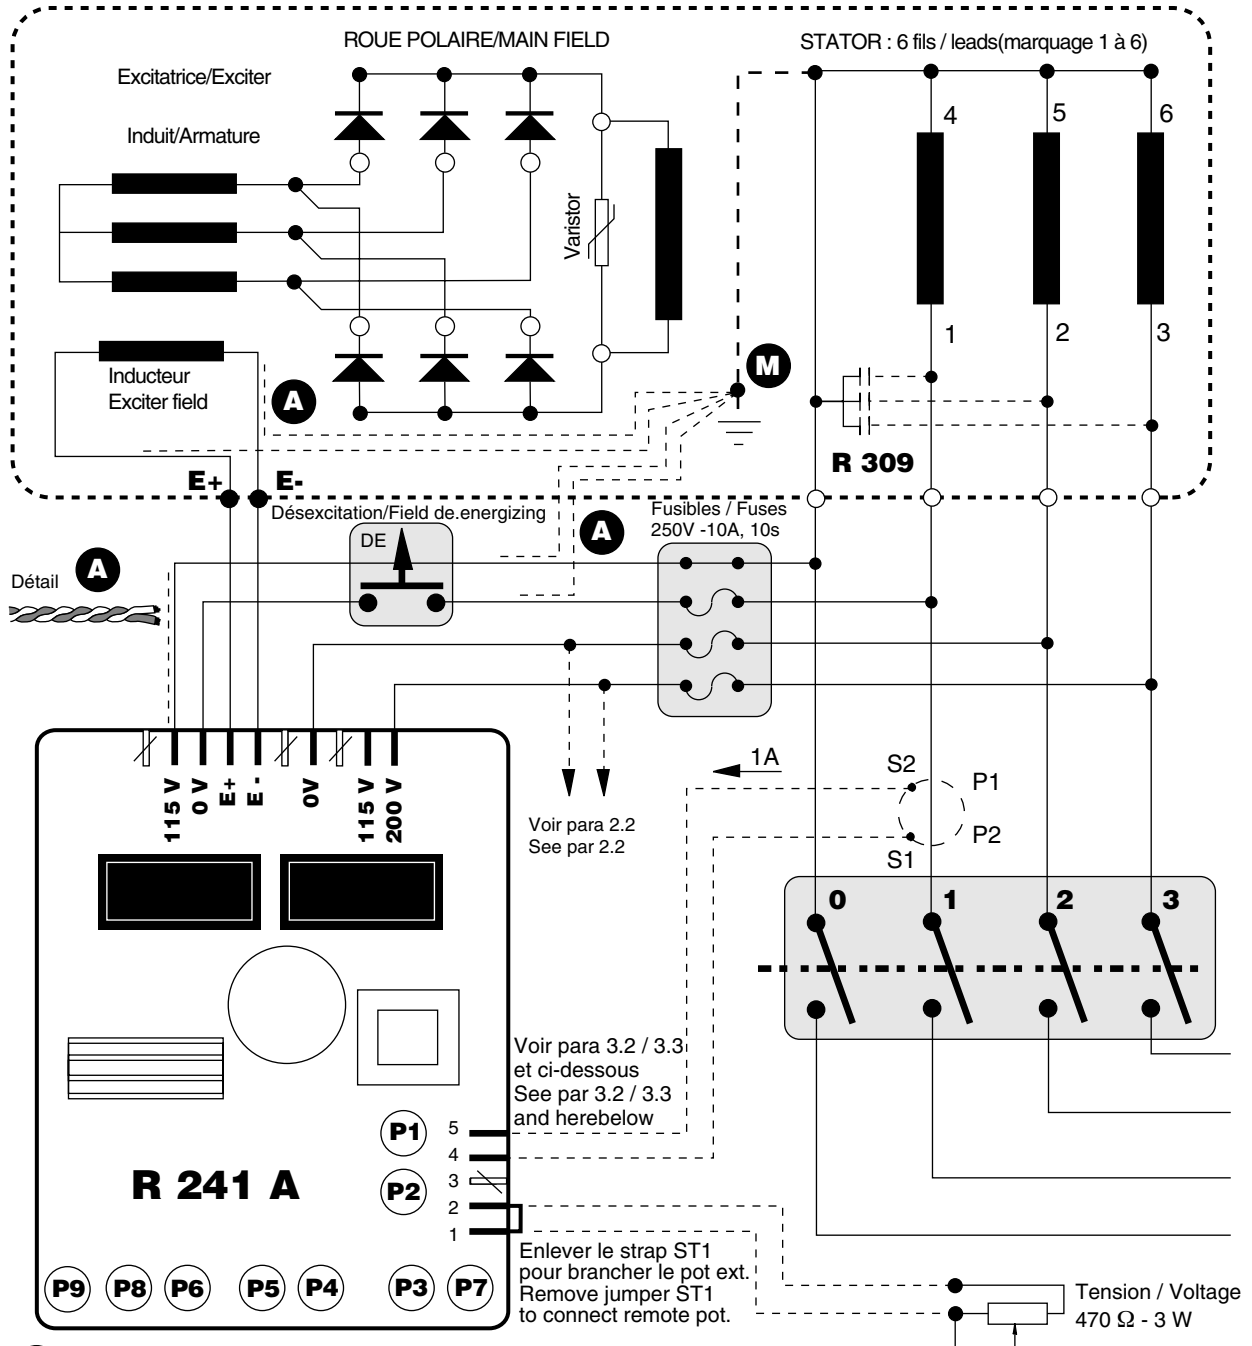 ROUE POLAIRE/MAIN FIELD
STATOR : 6 fils / leads(marquage 1 à 6)
Excitatrice/Exciter
Induit/Armature
4
5
6
Varistor
1
2
3
M
Inducteur
Exciter field
A
R 309
E+
E-
Désexcitation/Field de.energizing
Fusibles / Fuses
250V -10A, 10s
DE
A
Détail
A
115 V
0 V
E+
E -
0V
115 V
200 V
1A
S2
P1
P2
S1
Voir para 2.2
See par 2.2
0
1
2
3
Voir para 3.2 / 3.3
et ci-dessous
See par 3.2 / 3.3
and herebelow
P1
5
4
R 241 A
P2
3
2
1
Enlever le strap ST1
pour brancher le pot ext.
Remove jumper ST1
to connect remote pot.
P9
P8
P6
P5
P4
P3
P7
Tension / Voltage
470 Ω - 3 W